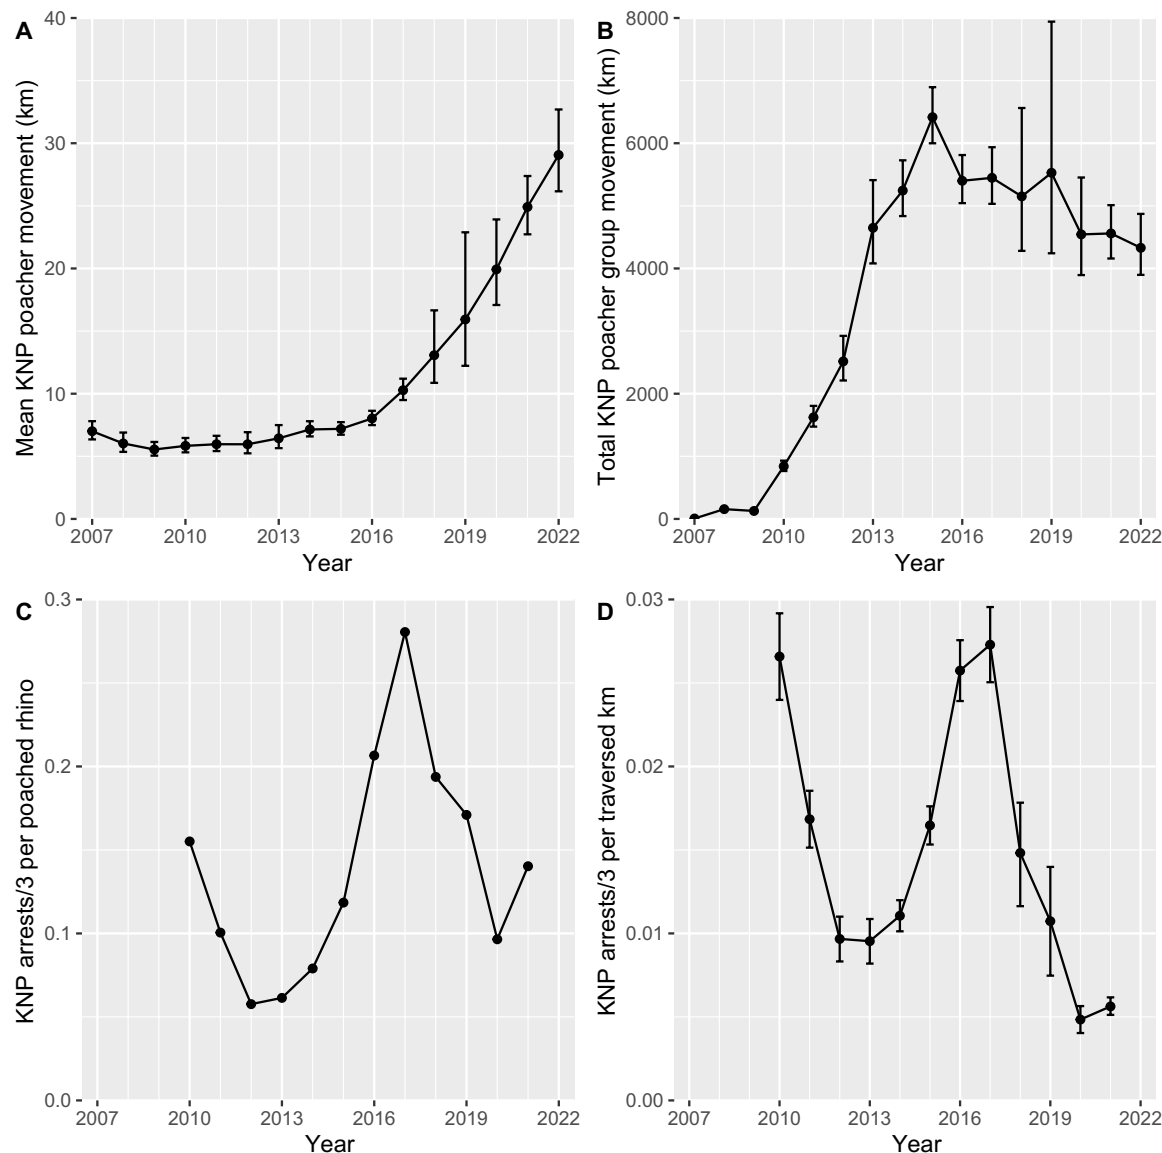 A
Mean KNP poacher movement (km)
40
30
20
10
0
2007 2010 2013 2016 2019 2022
Year
B
Total KNP poacher group movement (km)
8000
6000
4000
2000
0
2007 2010 2013 2016 2019 2022
Year
C
KNP arrests/3 per poached rhino
0.3
0.2
0.1
0.0
2007 2010 2013 2016 2019 2022
Year
D
KNP arrests/3 per traversed km
0.03
0.02
0.01
0.00
2007 2010 2013 2016 2019 2022
Year